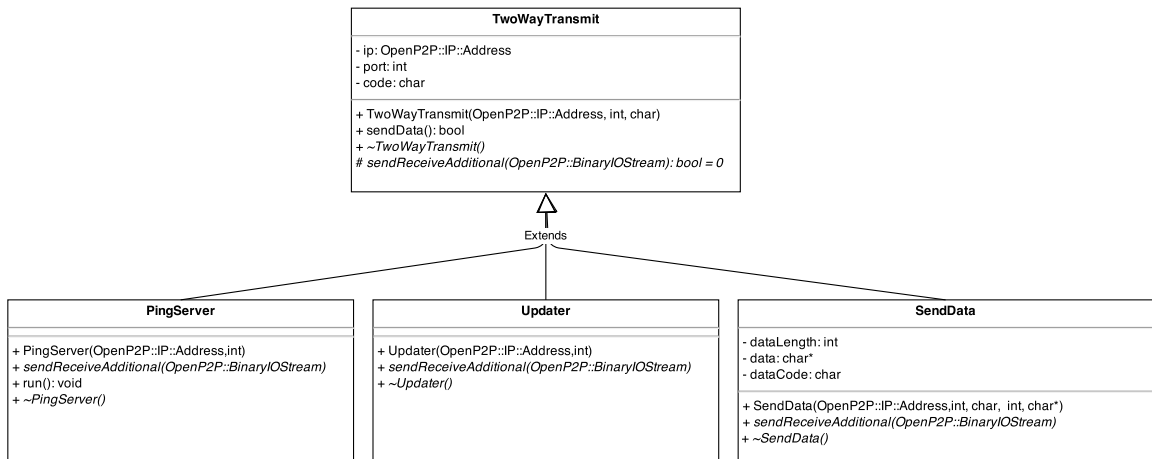 TwoWayTransmit
- ip: OpenP2P::IP::Address
- port: int
- code: char
+ TwoWayTransmit(OpenP2P::IP::Address, int, char)
+ sendData(): bool
+ ~TwoWayTransmit()
# sendReceiveAdditional(OpenP2P::BinaryIOStream): bool = 0
Extends
PingServer
+ PingServer(OpenP2P::IP::Address,int)
+ sendReceiveAdditional(OpenP2P::BinaryIOStream)
+ run(): void
+ ~PingServer()
Updater
+ Updater(OpenP2P::IP::Address,int)
+ sendReceiveAdditional(OpenP2P::BinaryIOStream)
+ ~Updater()
SendData
- dataLength: int
- data: char*
- dataCode: char
+ SendData(OpenP2P::IP::Address,int, char, int, char*)
+ sendReceiveAdditional(OpenP2P::BinaryIOStream)
+ ~SendData()